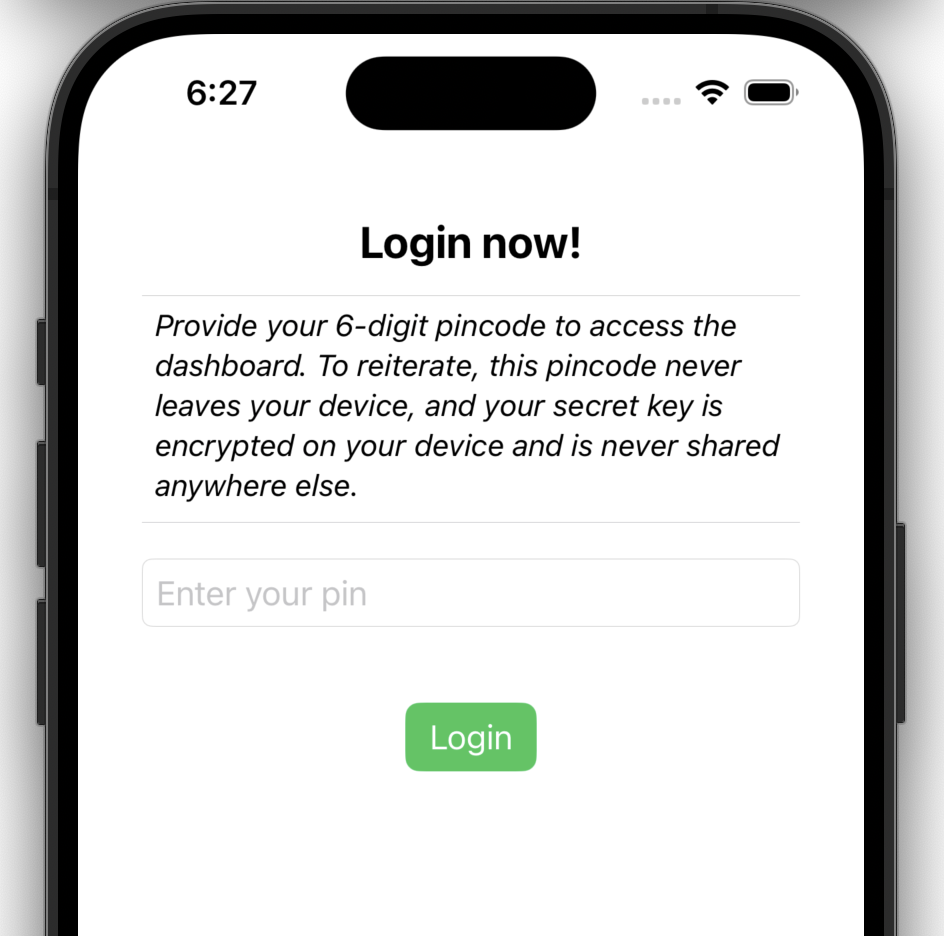 6:27
Login now!
Provide your 6-digit pincode to access the
dashboard. To reiterate, this pincode never
leaves your device, and your secret key is
encrypted on your device and is never shared
anywhere else.
Enter your pin
Login